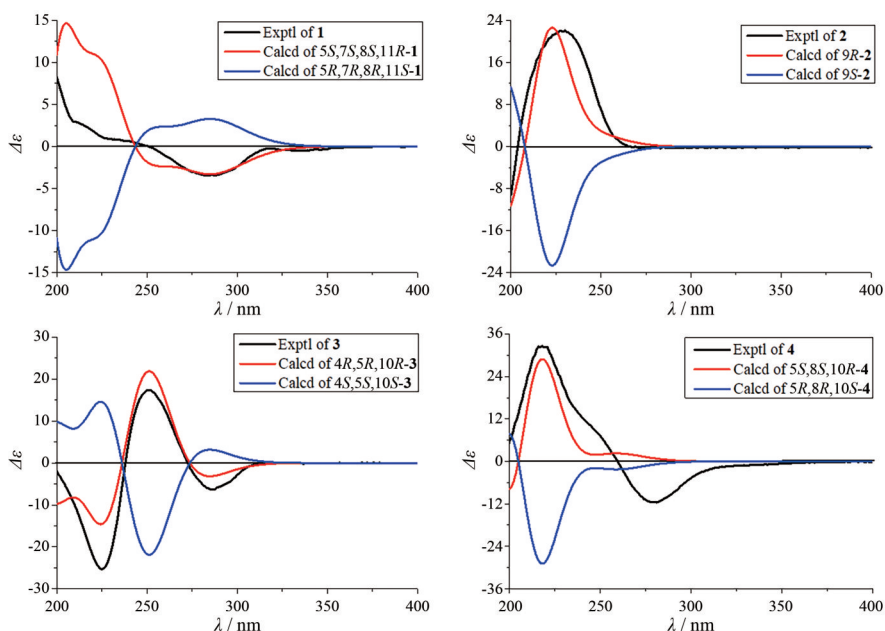 15
10
5
0
-5
-10
-15
Δε
Exptl of 1
Calcd of 5S,7S,8S,11R-1
Calcd of 5R,7R,8R,11S-1
200 250 300 350 400
λ / nm
24
16
8
0
-8
-16
-24
Δε
Exptl of 2
Calcd of 9R-2
Calcd of 9S-2
200 250 300 350 400
λ / nm
30
20
10
0
-10
-20
-30
Δε
Exptl of 3
Calcd of 4R,5R,10R-3
Calcd of 4S,5S,10S-3
200 250 300 350 400
λ / nm
36
24
12
0
-12
-24
-36
Δε
Exptl of 4
Calcd of 5S,8S,10R-4
Calcd of 5R,8R,10S-4
200 250 300 350 400
λ / nm